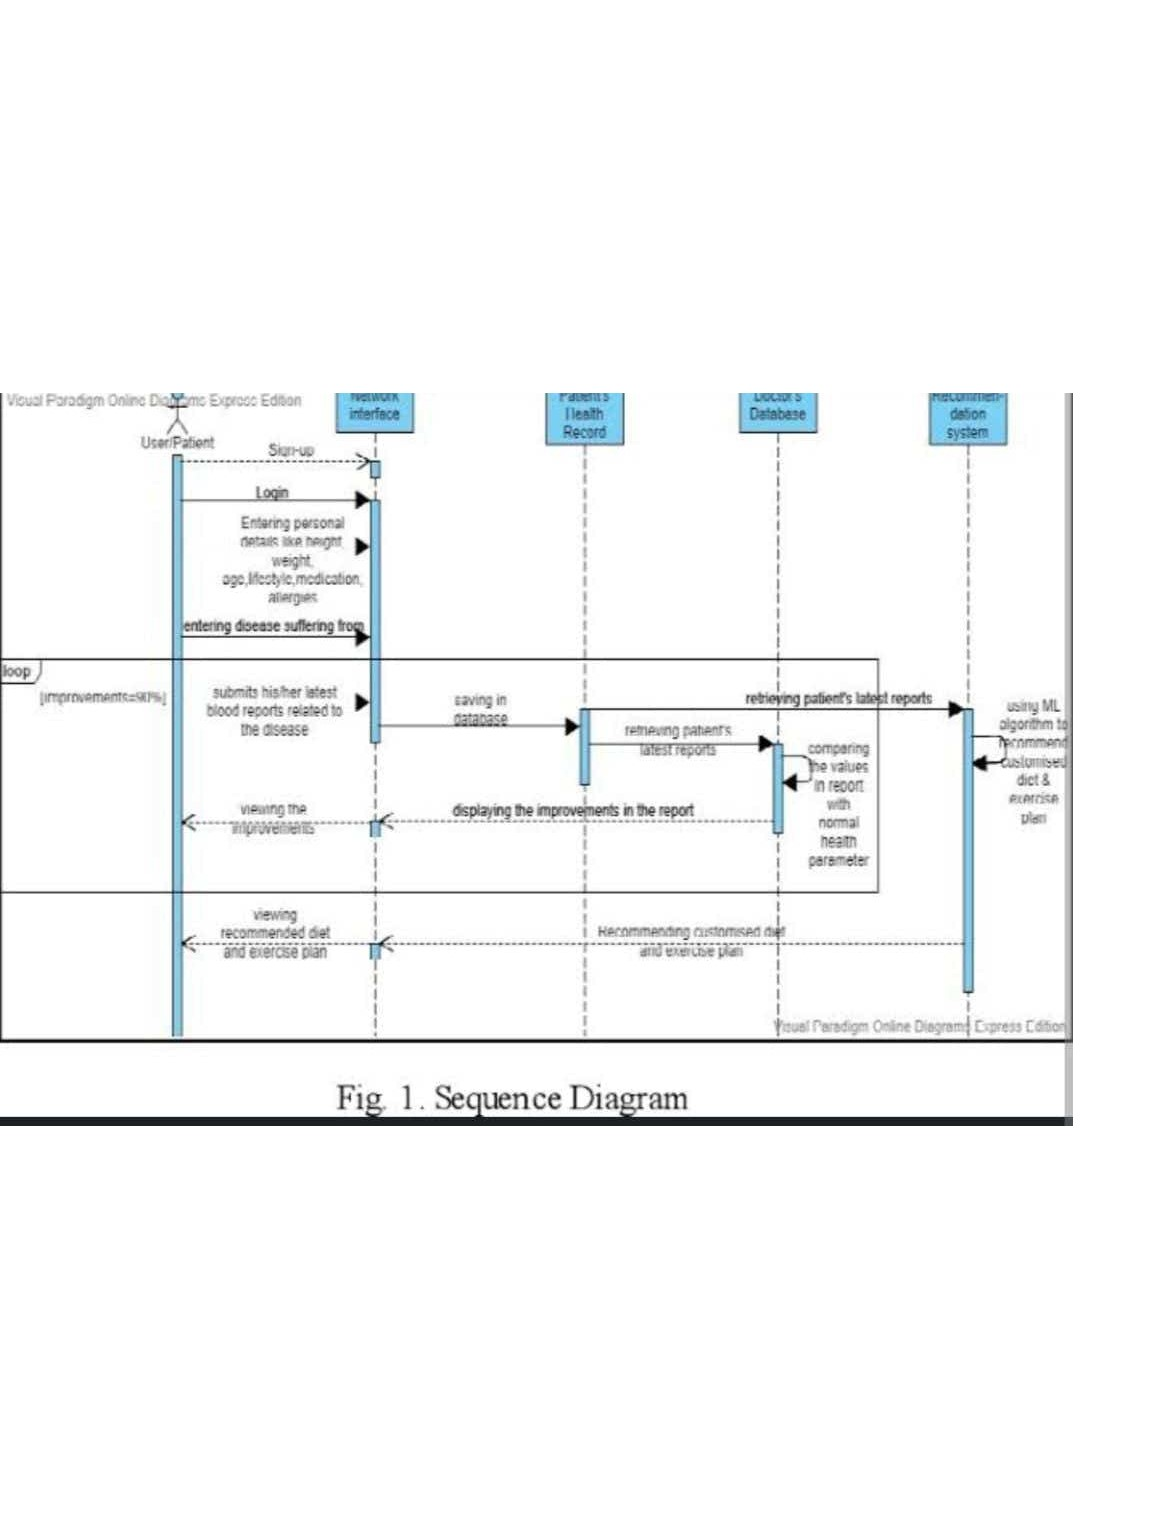 Visual Paradigm Online Diagrams Express Edition
User/Patient
Network
interface
Patient's
Health
Record
Doctor's
Database
Recommen-
dation
system
Sign-up
Login
Entering personal
details like height
weight,
age,lifestyle,medication,
allergies
entering disease suffering from
loop
[improvements=90%]
submits his/her latest
blood reports related to
the disease
saving in
database
retrieving patient's latest reports
retrieving patient's
latest reports
using ML
algorithm to
recommend
customised
diet &
exercise
plan
comparing
the values
in report
with
normal
health
parameter
displaying the improvements in the report
viewing the
improvements
viewing
recommended diet
and exercise plan
Recommending customised diet
and exercise plan
Visual Paradigm Online Diagrams Express Edition
Fig. 1. Sequence Diagram